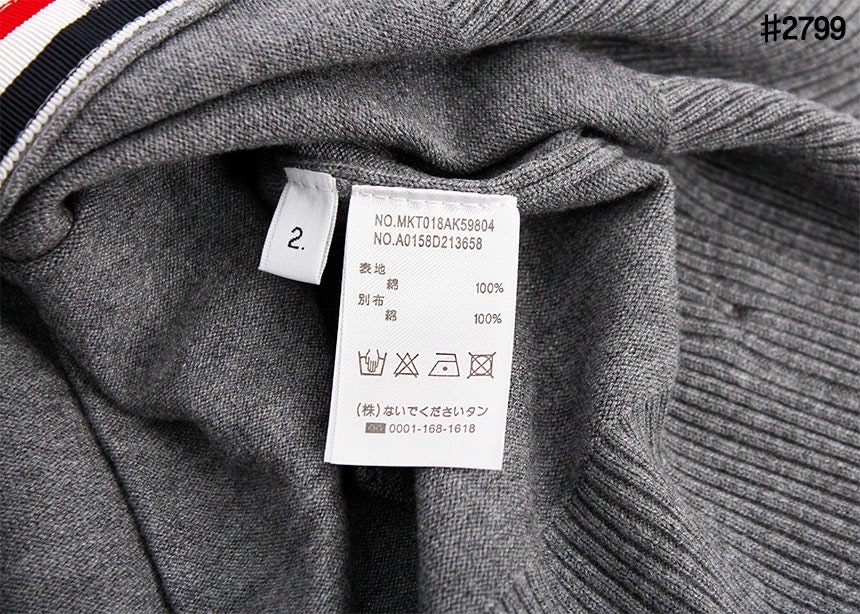 #2799
2.
NO.MKT018AK59804
NO.A0158D213658
表地
綿 100%
別布
綿 100%
(株)ないでくださいタン
0001-168-1618